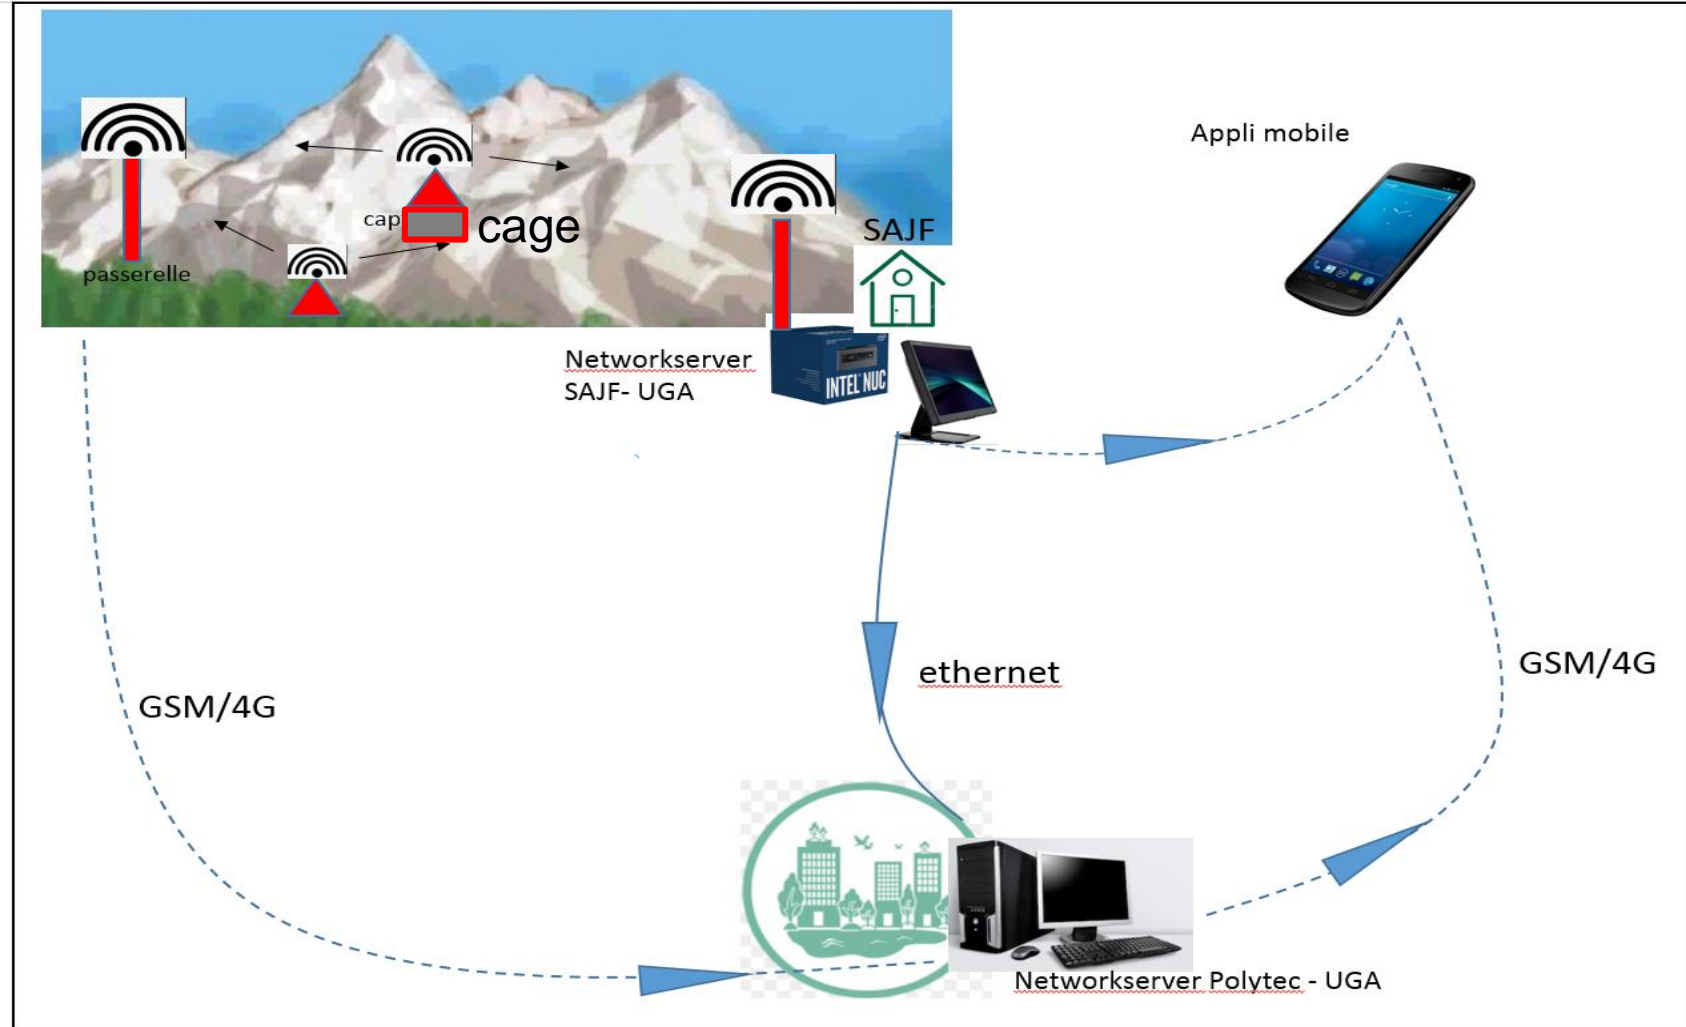 Appli mobile
cap
cage
SAJF
passerelle
Networkserver
SAJF- UGA
INTEL NUC
GSM/4G
ethernet
GSM/4G
Networkserver Polytec - UGA